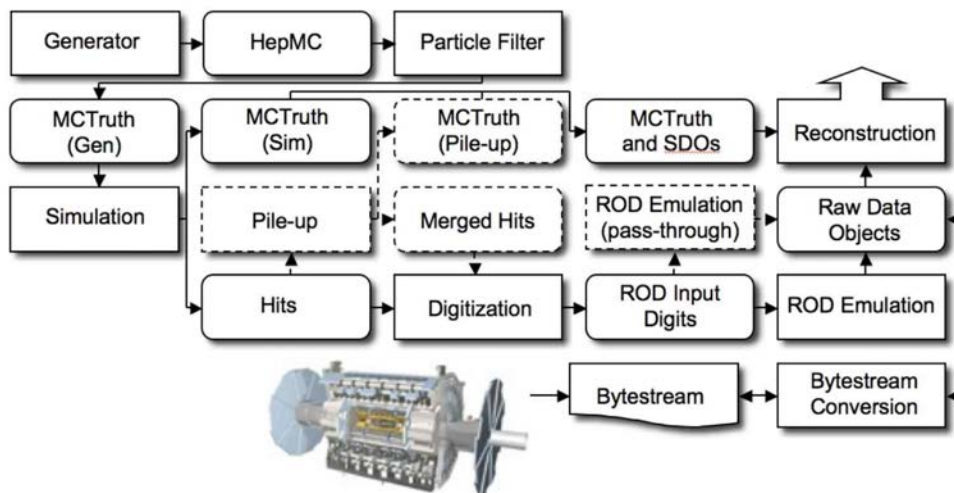 Generator
HepMC
Particle Filter
MCTruth
(Gen)
MCTruth
(Sim)
MCTruth
(Pile-up)
MCTruth
and SDOs
Reconstruction
Simulation
Pile-up
Merged Hits
ROD Emulation
(pass-through)
Raw Data
Objects
Hits
Digitization
ROD Input
Digits
ROD Emulation
Bytestream
Bytestream
Conversion